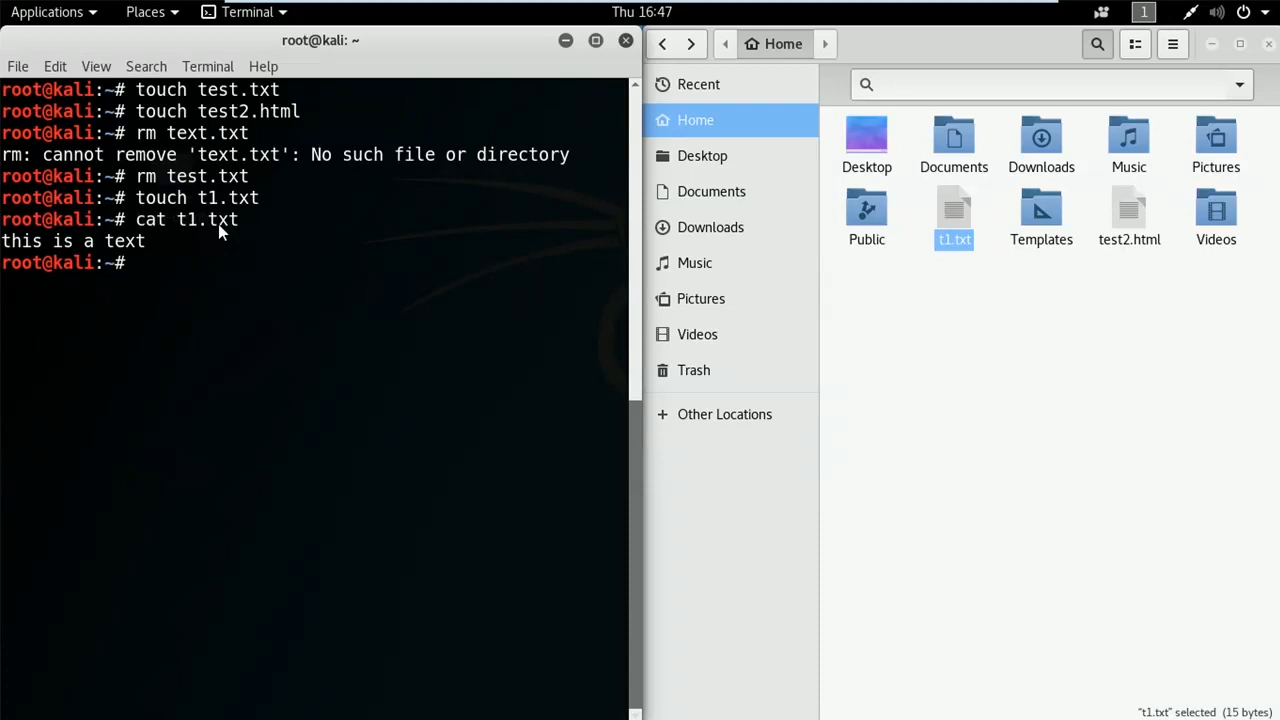 Applications Places Terminal Thu 16:47 1
root@kali: ~
File Edit View Search Terminal Help
root@kali:~# touch test.txt
root@kali:~# touch test2.html
root@kali:~# rm text.txt
rm: cannot remove 'text.txt': No such file or directory
root@kali:~# rm test.txt
root@kali:~# touch t1.txt
root@kali:~# cat t1.txt
this is a text
root@kali:~#
Home
Recent
Home
Desktop
Documents
Downloads
Music
Pictures
Videos
Trash
Other Locations
Desktop Documents Downloads Music Pictures
Public t1.txt Templates test2.html Videos
"t1.txt" selected (15 bytes)